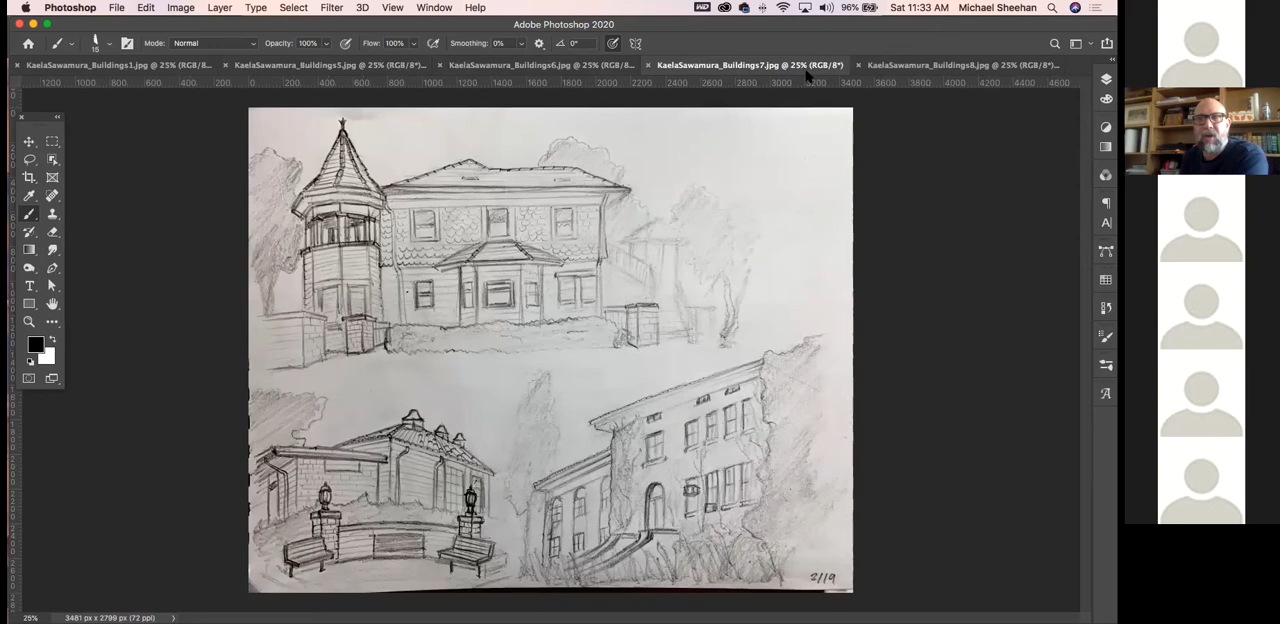 Photoshop File Edit Image Layer Type Select Filter 3D View Window Help 96% Sat 11:33 AM Michael Sheehan
Adobe Photoshop 2020
15 Mode: Normal Opacity: 100% Flow: 100% Smoothing: 0% 0°
KaelaSawamura_Buildings1.jpg @ 25% (RGB/8... KaelaSawamura_Buildings5.jpg @ 25% (RGB/8*)... KaelaSawamura_Buildings6.jpg @ 25% (RGB/8... KaelaSawamura_Buildings7.jpg @ 25% (RGB/8*) KaelaSawamura_Buildings8.jpg @ 25% (RGB/8*)...
1200 1000 800 600 400 200 0 200 400 600 800 1000 1200 1400 1600 1800 2000 2200 2400 2600 2800 3000 3200 3400 3600 3800 4000 4200 4400 4600
2/19
25% 3481 px x 2799 px (72 ppi)